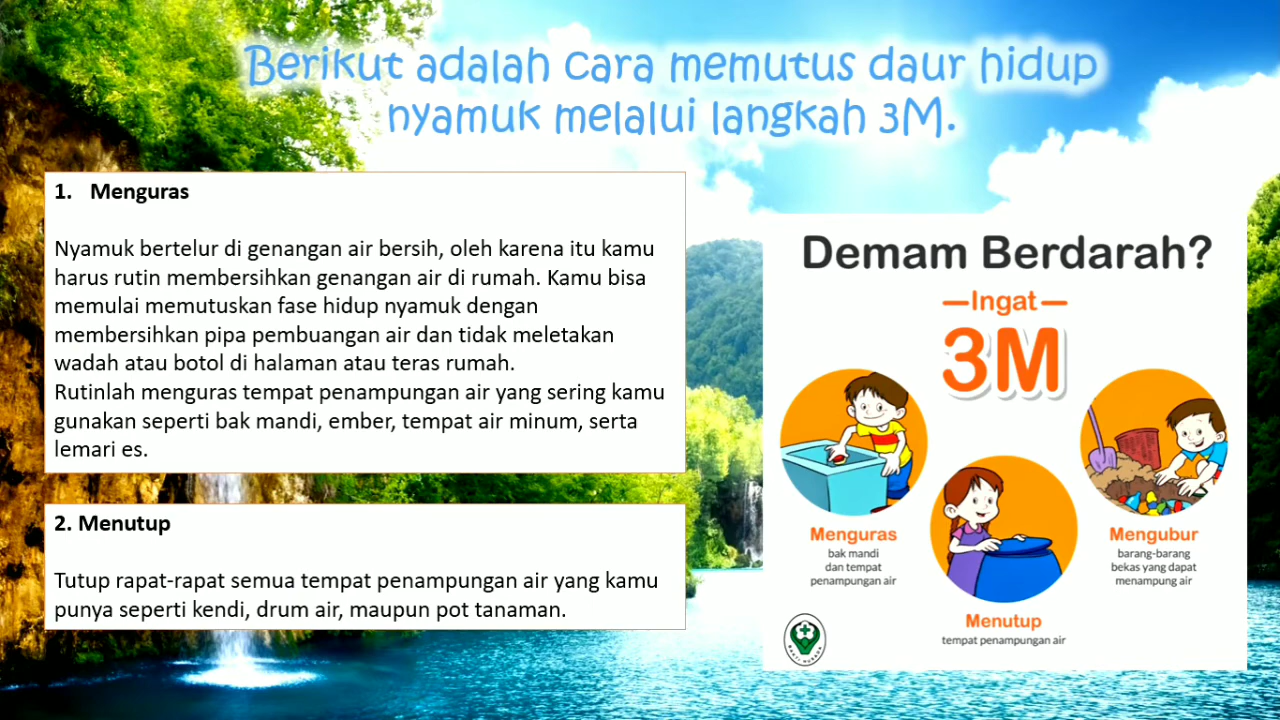 Berikut adalah cara memutus daur hidup
nyamuk melalui langkah 3M.
1. Menguras
Nyamuk bertelur di genangan air bersih, oleh karena itu kamu
harus rutin membersihkan genangan air di rumah. Kamu bisa
memulai memutuskan fase hidup nyamuk dengan
membersihkan pipa pembuangan air dan tidak meletakan
wadah atau botol di halaman atau teras rumah.
Rutinlah menguras tempat penampungan air yang sering kamu
gunakan seperti bak mandi, ember, tempat air minum, serta
lemari es.
2. Menutup
Tutup rapat-rapat semua tempat penampungan air yang kamu
punya seperti kendi, drum air, maupun pot tanaman.
Demam Berdarah?
Ingat
3M
Menguras
bak mandi
dan tempat
penampungan air
Menutup
tempat penampungan air
Mengubur
barang-barang
bekas yang dapat
menampung air
BAKTI HUSADA